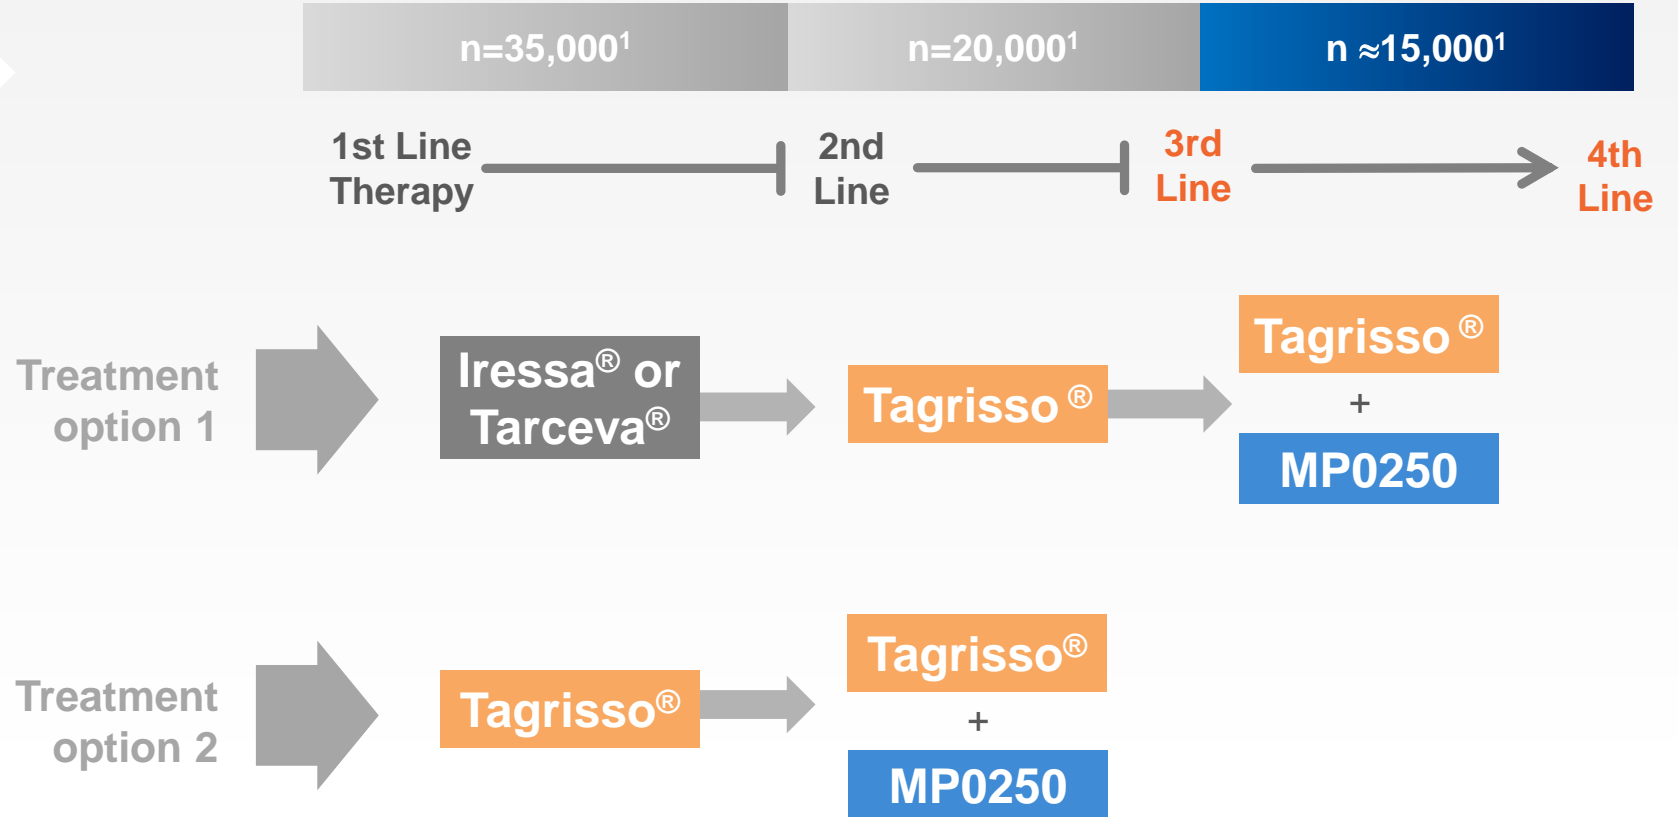 n=35,000¹ n=20,000¹ n ≈15,000¹
1st Line
Therapy
2nd
Line
3rd
Line
4th
Line
Treatment
option 1
Iressa® or
Tarceva®
Tagrisso ®
Tagrisso ®
+
MP0250
Treatment
option 2
Tagrisso®
Tagrisso®
+
MP0250